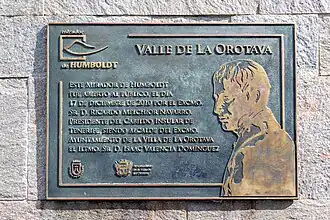 mirador
de HUMBOLDT
VALLE DE LA OROTAVA
ESTE MIRADOR DE HUMBOLDT
FUE ABIERTO AL PÚBLICO EL DÍA
17 DE DICIEMBRE DE 2010 POR EL EXCMO.
SR. D. RICARDO MELCHIOR NAVARRO,
PRESIDENTE DEL CABILDO INSULAR DE
TENERIFE, SIENDO ALCALDE DEL EXCMO.
AYUNTAMIENTO DE LA VILLA DE LA OROTAVA
EL ILTMO. SR. D. ISAAC VALENCIA DOMÍNGUEZ